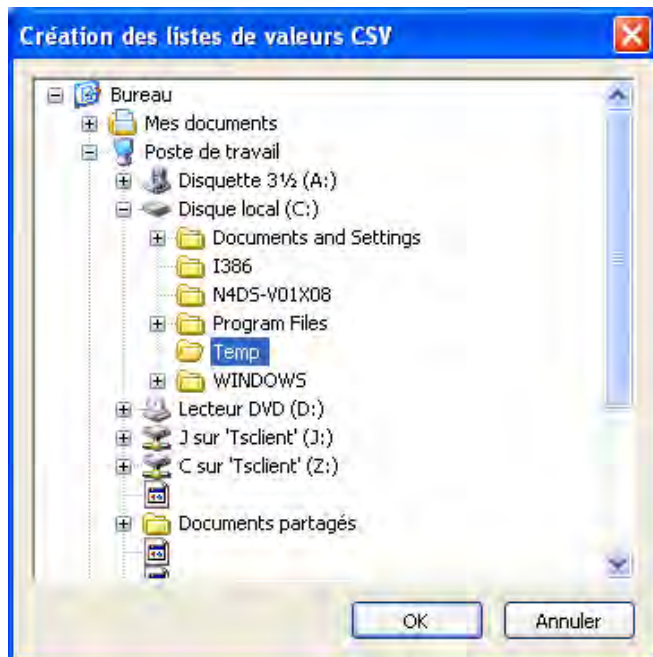 Création des listes de valeurs CSV
Bureau
Mes documents
Poste de travail
Disquette 3½ (A:)
Disque local (C:)
Documents and Settings
I386
N4DS-V01X08
Program Files
Temp
WINDOWS
Lecteur DVD (D:)
J sur 'Tsclient' (J:)
C sur 'Tsclient' (Z:)
Documents partagés
OK Annuler